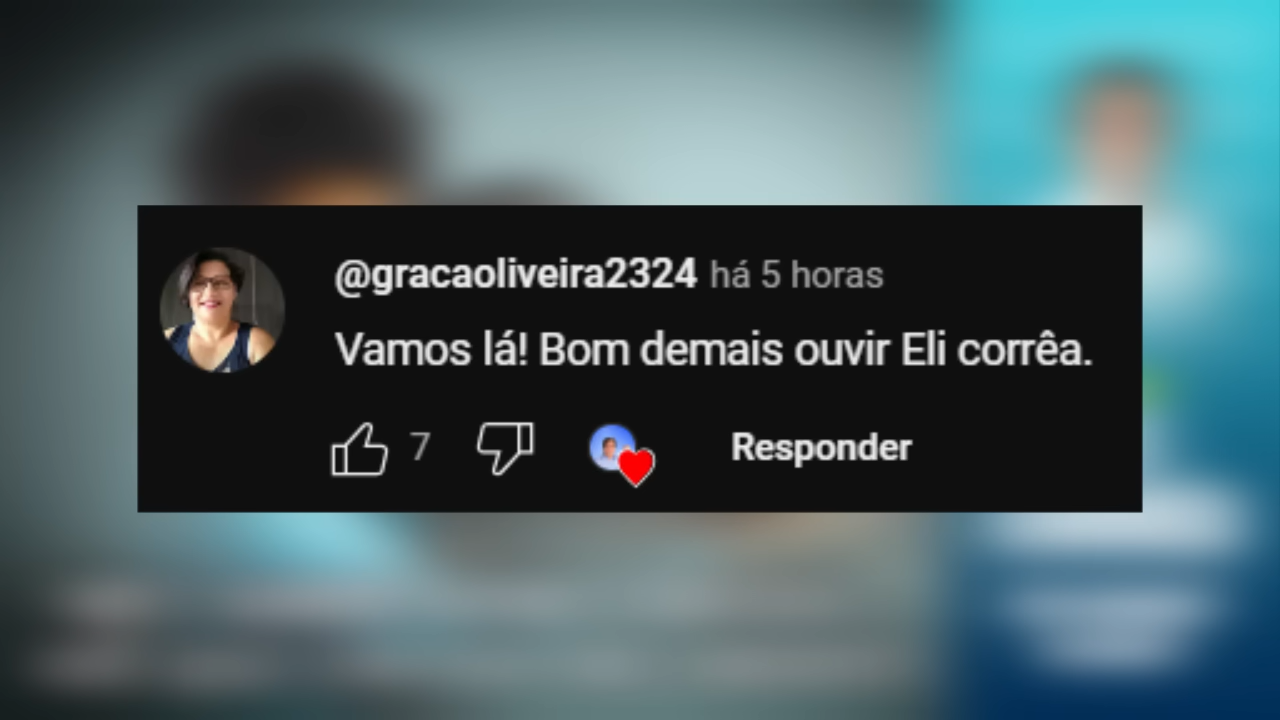 @gracaoliveira2324 há 5 horas
Vamos lá! Bom demais ouvir Eli corrêa.
7 Responder